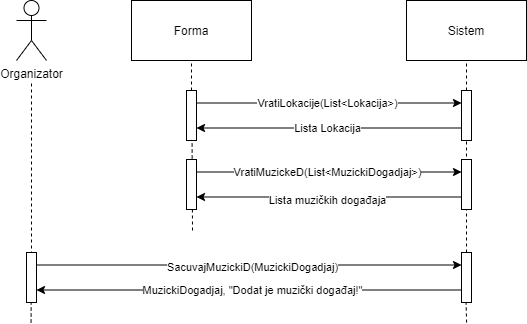 Forma
Sistem
Organizator
VratiLokacije(List<Lokacija>)
Lista Lokacija
VratiMuzickeD(List<MuzickiDogadjaj>)
Lista muzičkih događaja
SacuvajMuzickiD(MuzickiDogadjaj)
MuzickiDogadjaj, "Dodat je muzički događaj!"